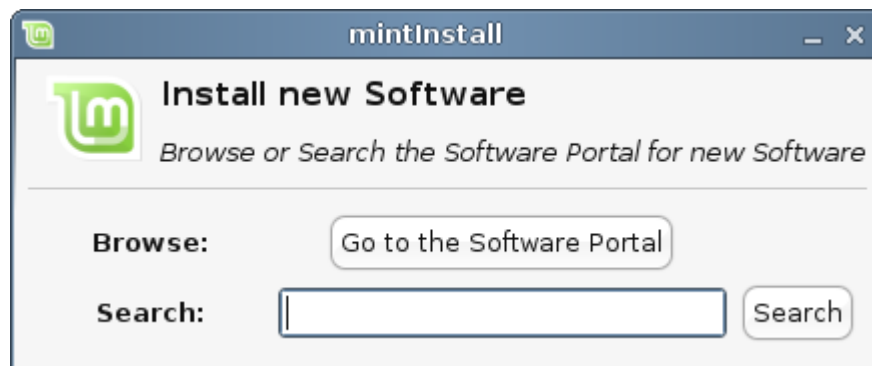 mintInstall
Install new Software
Browse or Search the Software Portal for new Software
Browse: Go to the Software Portal
Search: Search